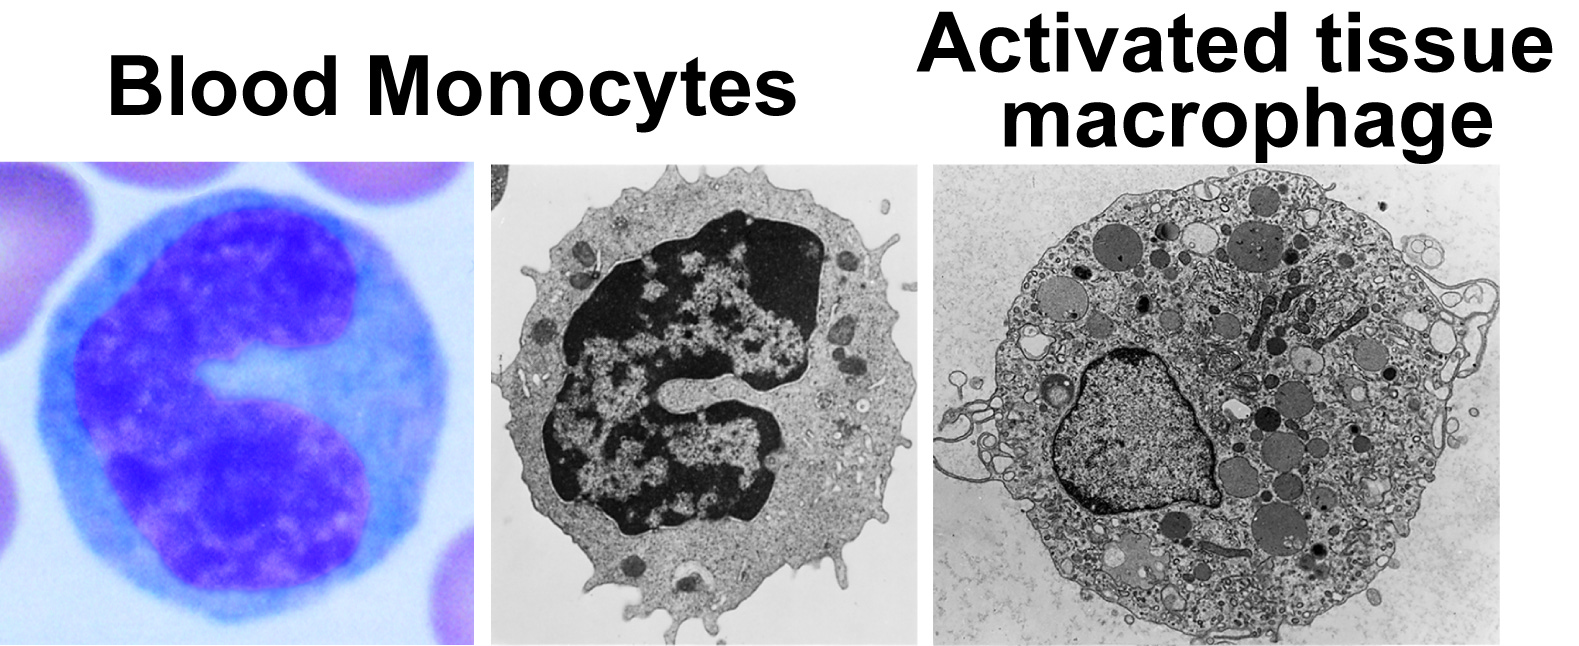 Blood Monocytes
Activated tissue
macrophage